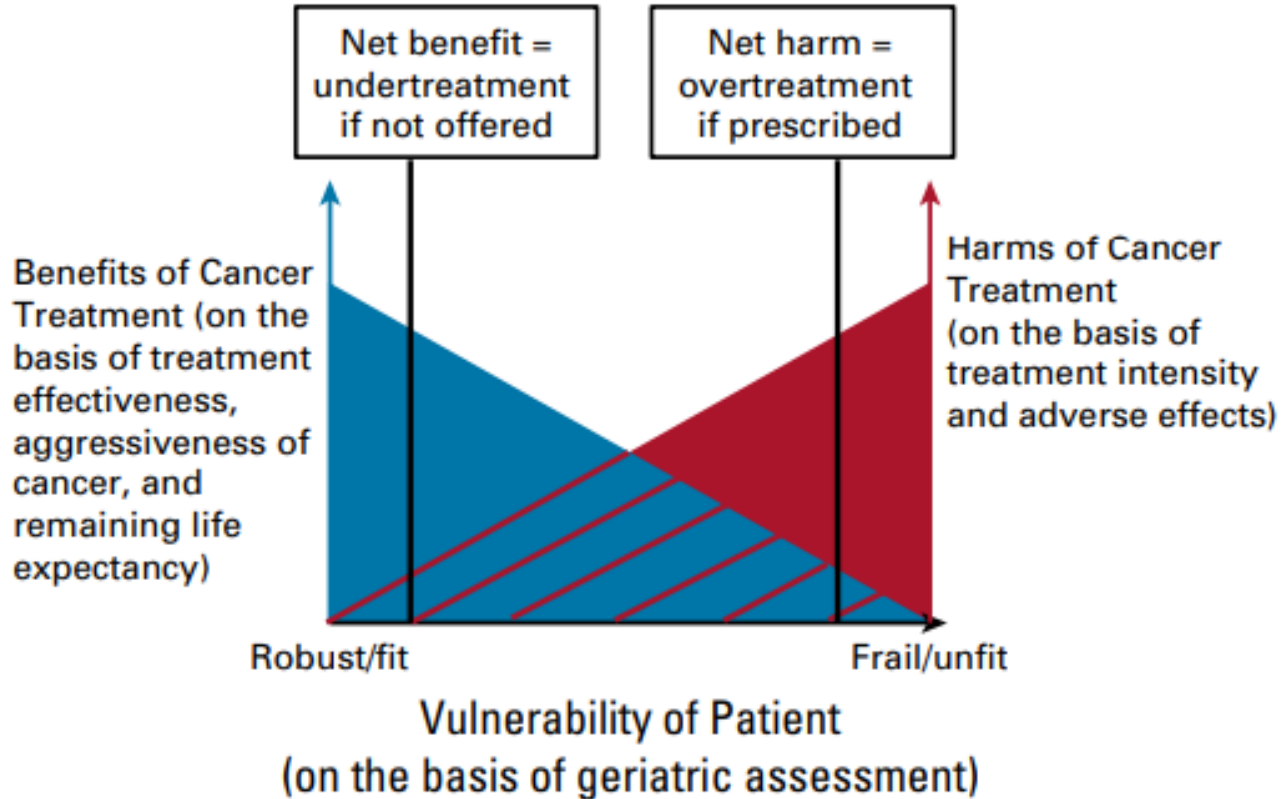 Net benefit =
undertreatment
if not offered
Net harm =
overtreatment
if prescribed
Benefits of Cancer
Treatment (on the
basis of treatment
effectiveness,
aggressiveness of
cancer, and
remaining life
expectancy)
Harms of Cancer
Treatment
(on the basis of
treatment intensity
and adverse effects)
Robust/fit
Frail/unfit
Vulnerability of Patient
(on the basis of geriatric assessment)